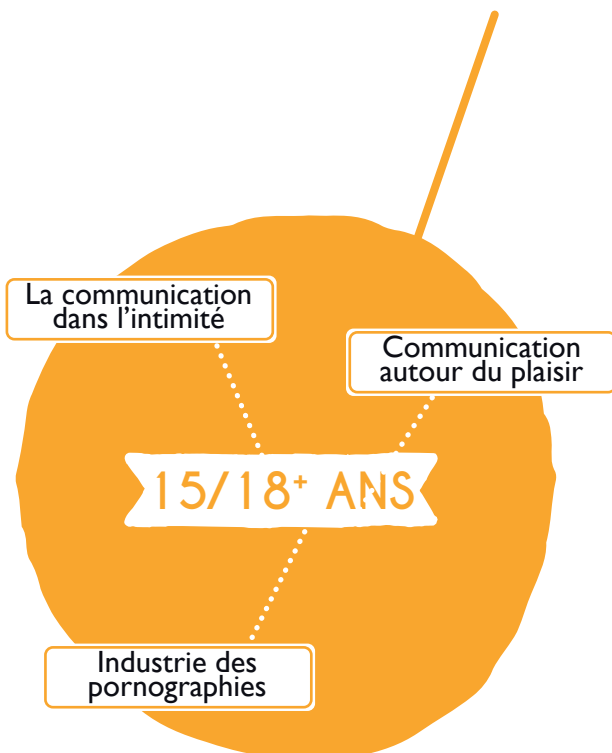 La communication
dans l’intimité
Communication
autour du plaisir
15/18⁺ ANS
Industrie des
pornographies